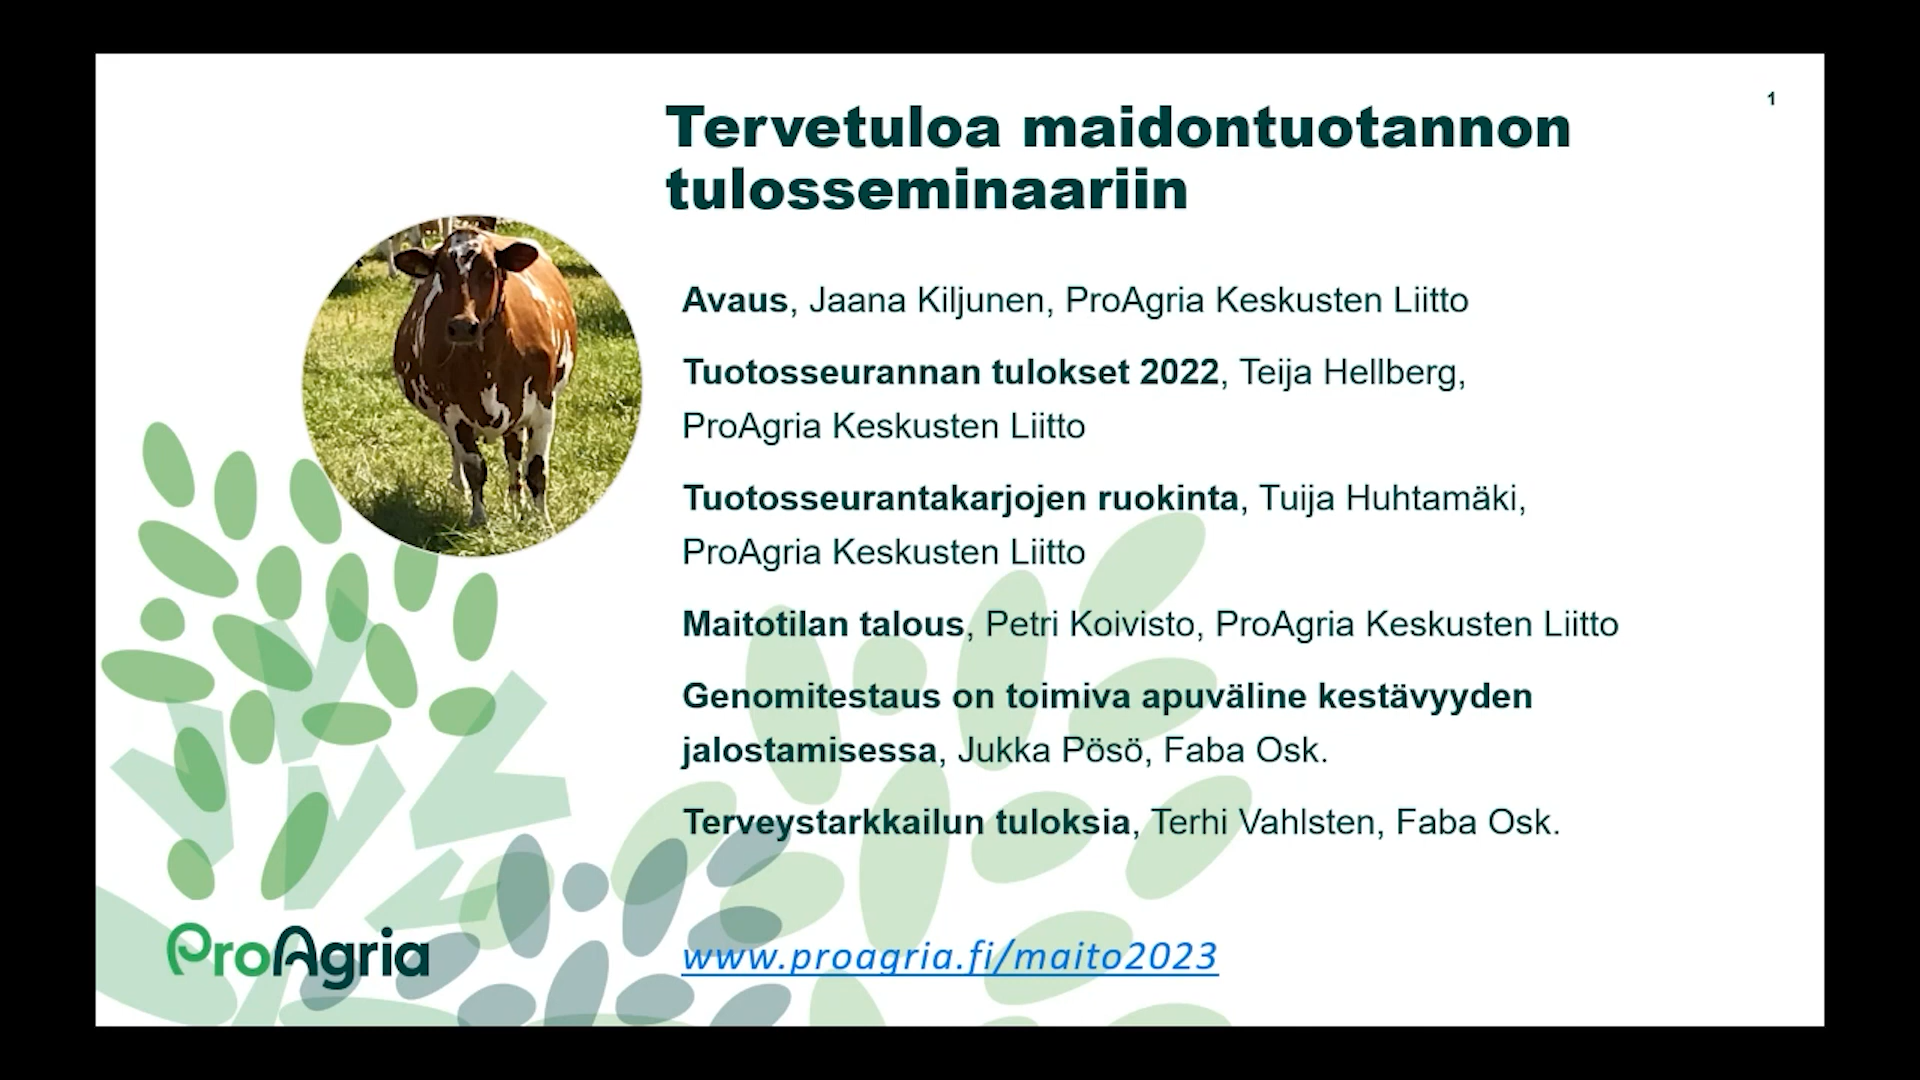 1
Tervetuloa maidontuotannon
tulosseminaariin
Avaus, Jaana Kiljunen, ProAgria Keskusten Liitto
Tuotosseurannan tulokset 2022, Teija Hellberg,
ProAgria Keskusten Liitto
Tuotosseurantakarjojen ruokinta, Tuija Huhtamäki,
ProAgria Keskusten Liitto
Maitotilan talous, Petri Koivisto, ProAgria Keskusten Liitto
Genomitestaus on toimiva apuväline kestävyyden
jalostamisessa, Jukka Pösö, Faba Osk.
Terveystarkkailun tuloksia, Terhi Vahlsten, Faba Osk.
ProAgria
www.proagria.fi/maito2023